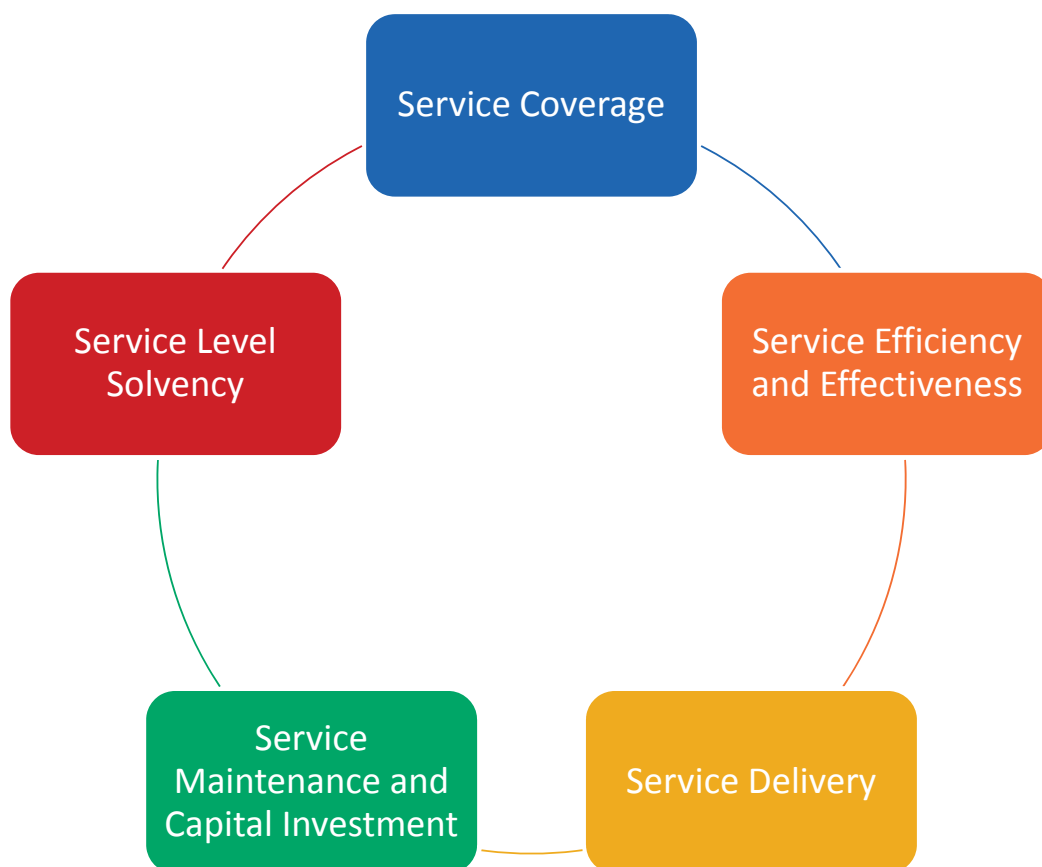 Service Coverage
Service Efficiency
and Effectiveness
Service Delivery
Service
Maintenance and
Capital Investment
Service Level
Solvency